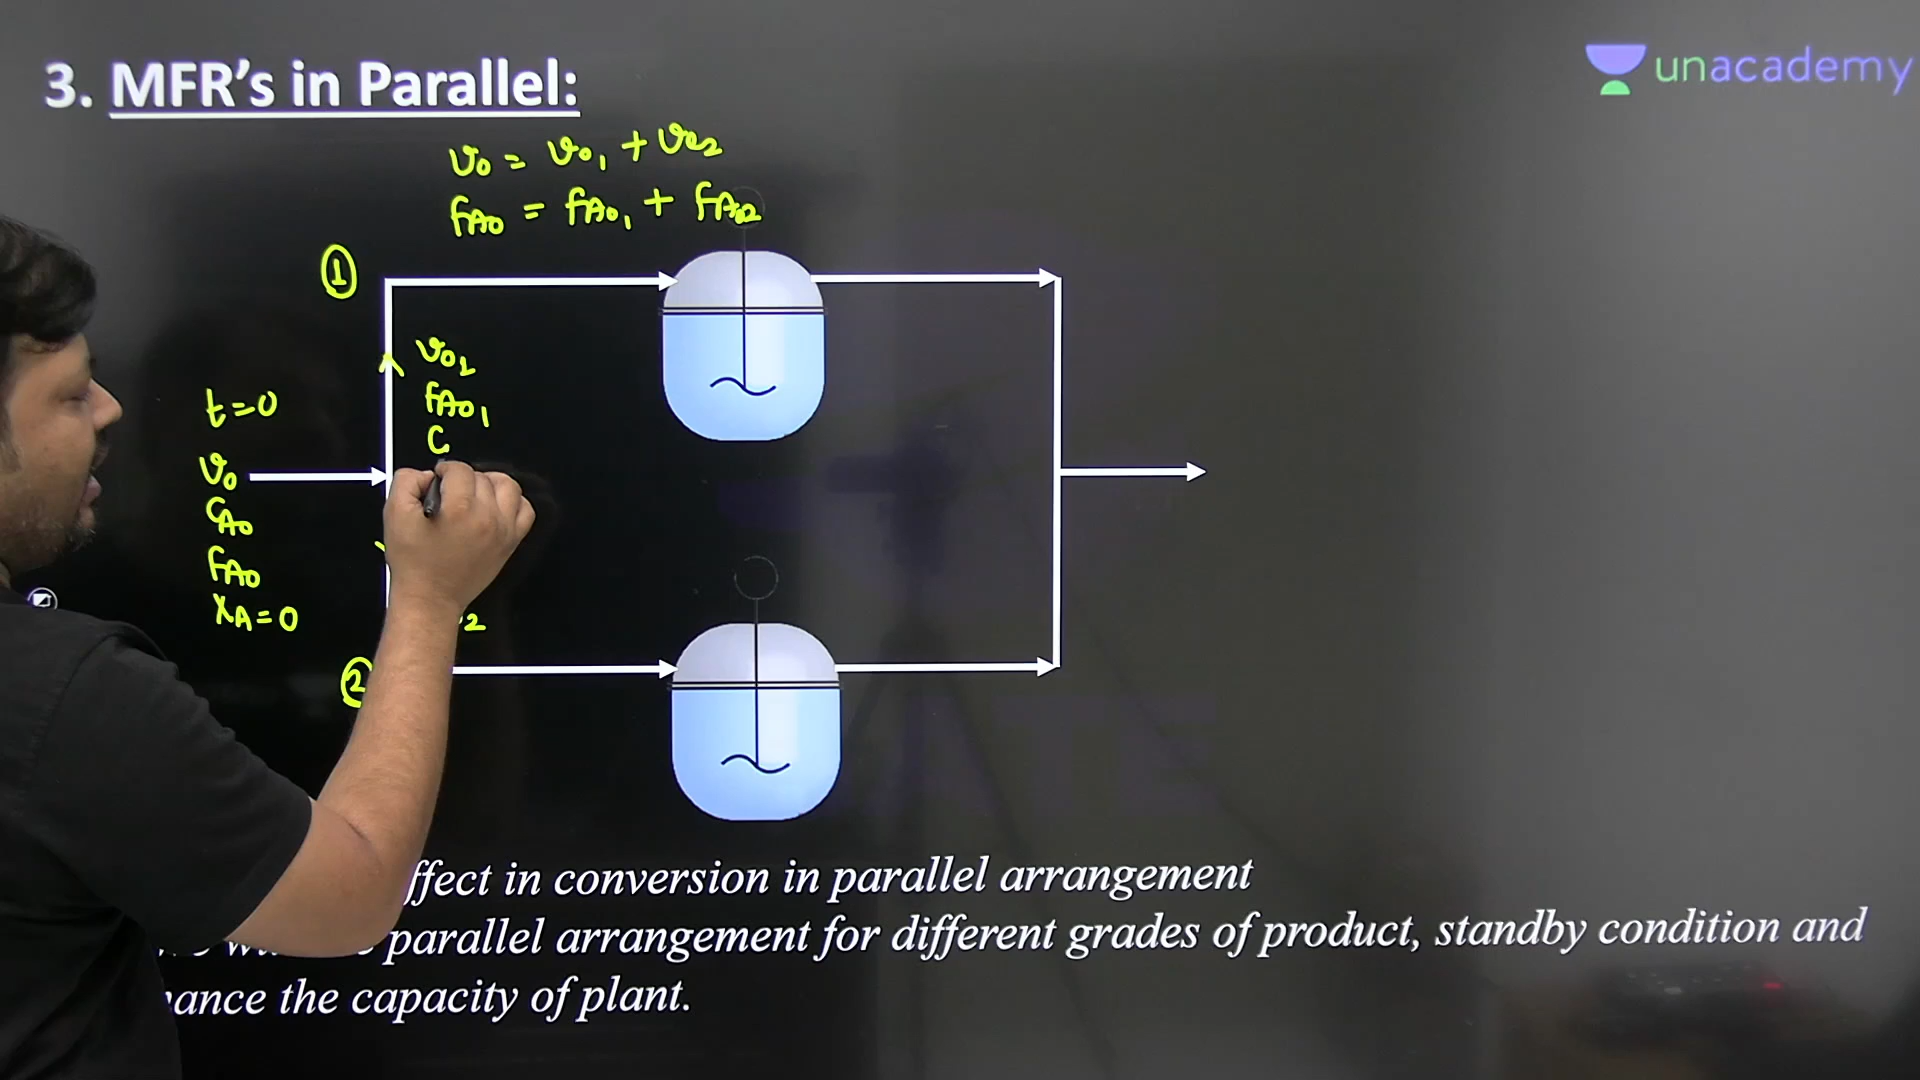 3. MFR's in Parallel:
unacademy
v₀ = v₀₁ + v₀₂
FA₀ = FA₀₁ + FA₀₂
①
v₀₁
FA₀₁
C
t=0
v₀
CA₀
FA₀
XA=0
2
②
ffect in conversion in parallel arrangement
parallel arrangement for different grades of product, standby condition and
ance the capacity of plant.